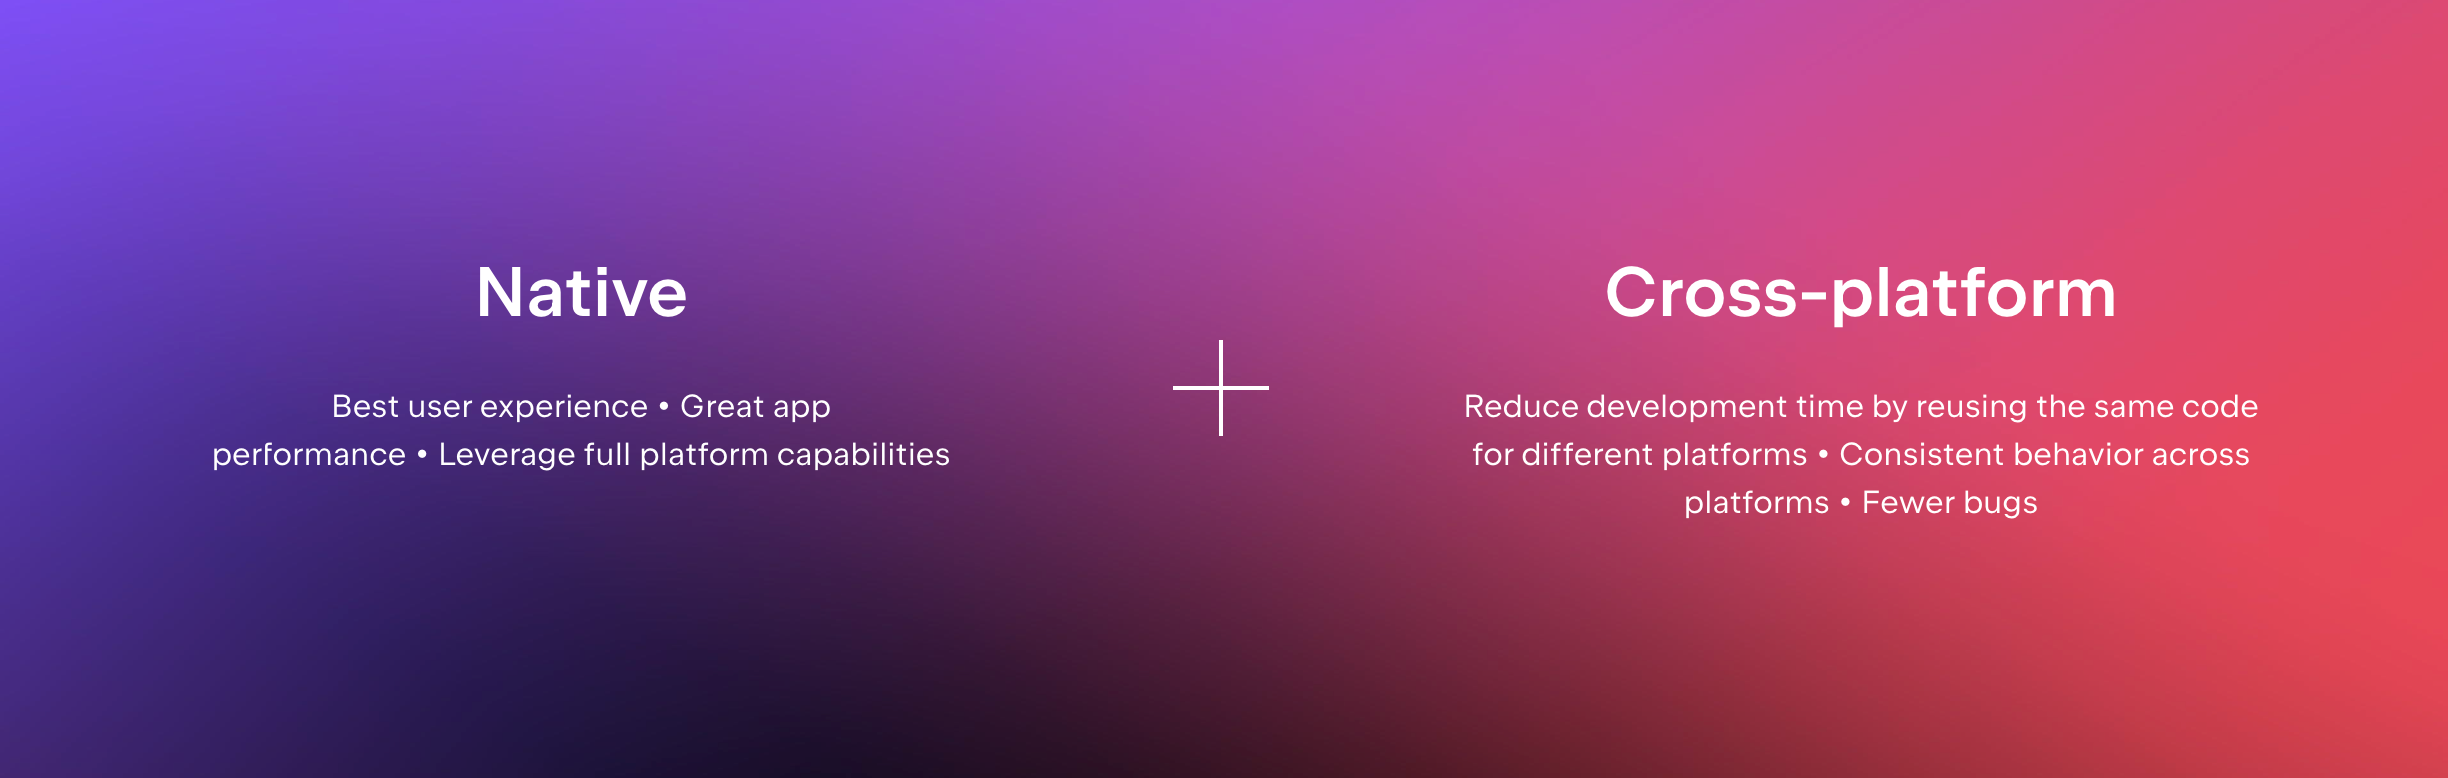 Native
Best user experience • Great app
performance • Leverage full platform capabilities
Cross-platform
Reduce development time by reusing the same code
for different platforms • Consistent behavior across
platforms • Fewer bugs